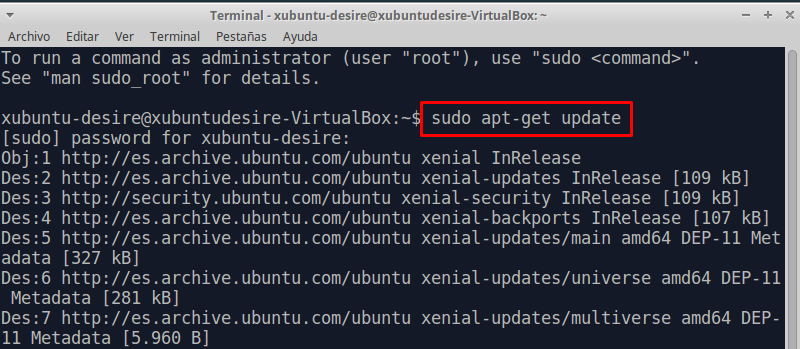 Terminal - xubuntu-desire@xubuntudesire-VirtualBox: ~
Archivo Editar Ver Terminal Pestañas Ayuda
To run a command as administrator (user "root"), use "sudo <command>".
See "man sudo_root" for details.
xubuntu-desire@xubuntudesire-VirtualBox:~$ sudo apt-get update
[sudo] password for xubuntu-desire:
Obj:1 http://es.archive.ubuntu.com/ubuntu xenial InRelease
Des:2 http://es.archive.ubuntu.com/ubuntu xenial-updates InRelease [109 kB]
Des:3 http://security.ubuntu.com/ubuntu xenial-security InRelease [109 kB]
Des:4 http://es.archive.ubuntu.com/ubuntu xenial-backports InRelease [107 kB]
Des:5 http://es.archive.ubuntu.com/ubuntu xenial-updates/main amd64 DEP-11 Met
adata [327 kB]
Des:6 http://es.archive.ubuntu.com/ubuntu xenial-updates/universe amd64 DEP-11
 Metadata [281 kB]
Des:7 http://es.archive.ubuntu.com/ubuntu xenial-updates/multiverse amd64 DEP-
11 Metadata [5.960 B]